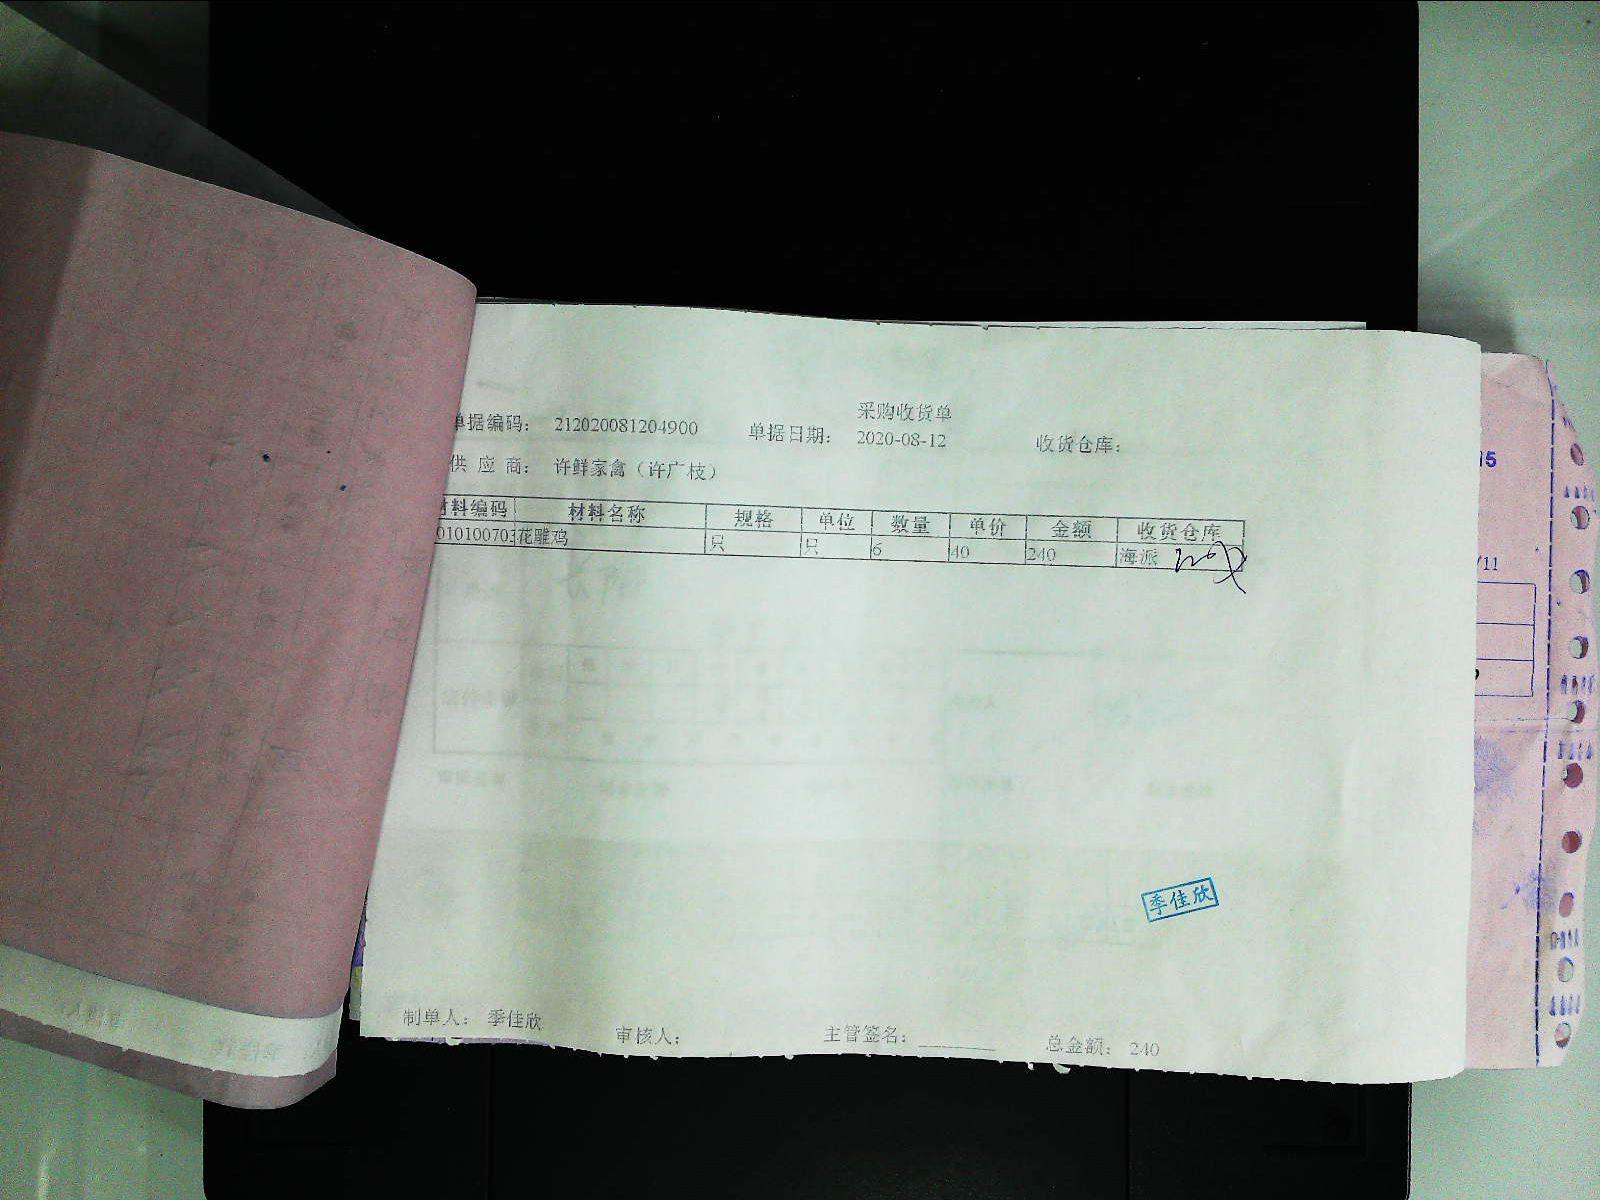 采购收货单
单据编码： 212020081204900 单据日期： 2020-08-12 收货仓库：
供 应 商： 许鲜家禽（许广枝）
材料编码 材料名称 规格 单位 数量 单价 金额 收货仓库
010100703 花雕鸡 只 只 6 40 240 海派
季佳欣
制单人： 季佳欣 审核人： 主管签名： ________ 总金额： 240
15
/11